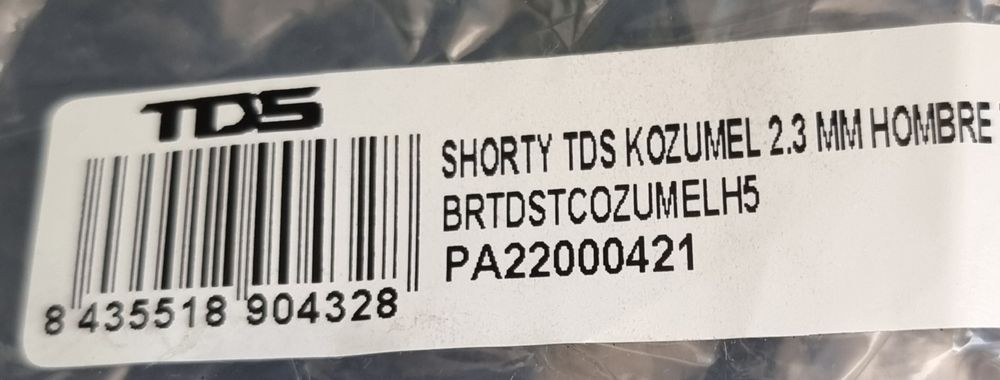 TDS
SHORTY TDS KOZUMEL 2.3 MM HOMBRE
BRTDSTCOZUMELH5
PA22000421
8 435518 904328